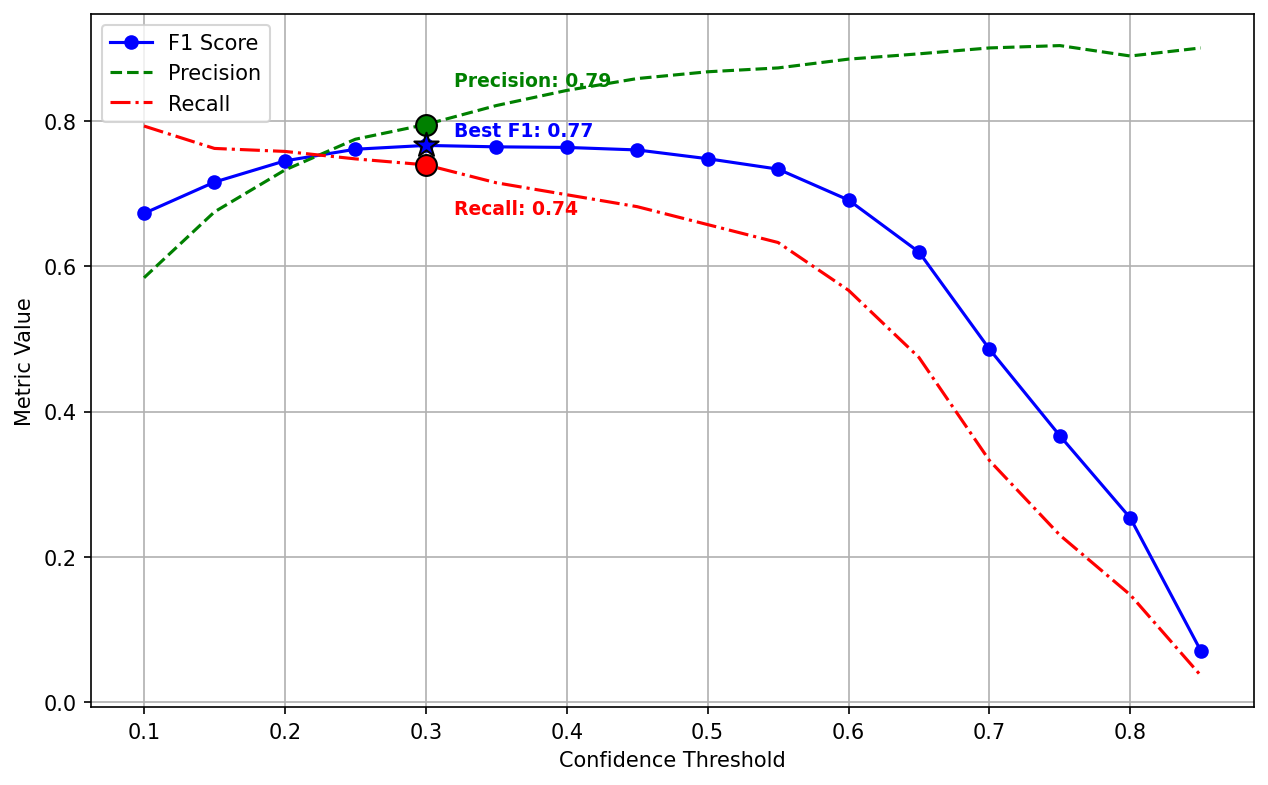 F1 Score
Precision
Recall
Precision: 0.79
Best F1: 0.77
Recall: 0.74
Metric Value
0.8
0.6
0.4
0.2
0.0
0.1 0.2 0.3 0.4 0.5 0.6 0.7 0.8
Confidence Threshold